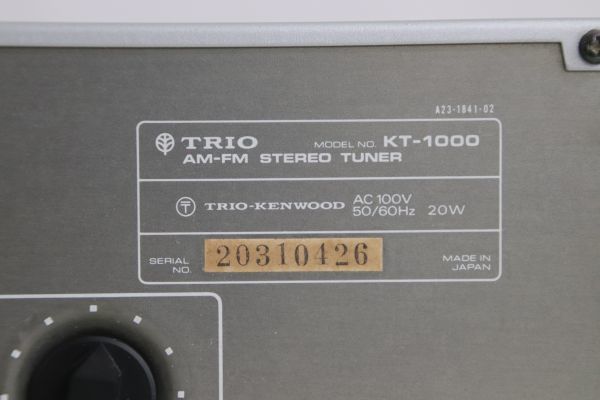 A23-1841-02
TRIO MODEL NO. KT-1000
AM-FM STEREO TUNER
T TRIO-KENWOOD AC 100V 50/60Hz 20W
SERIAL NO. 20310426 MADE IN JAPAN